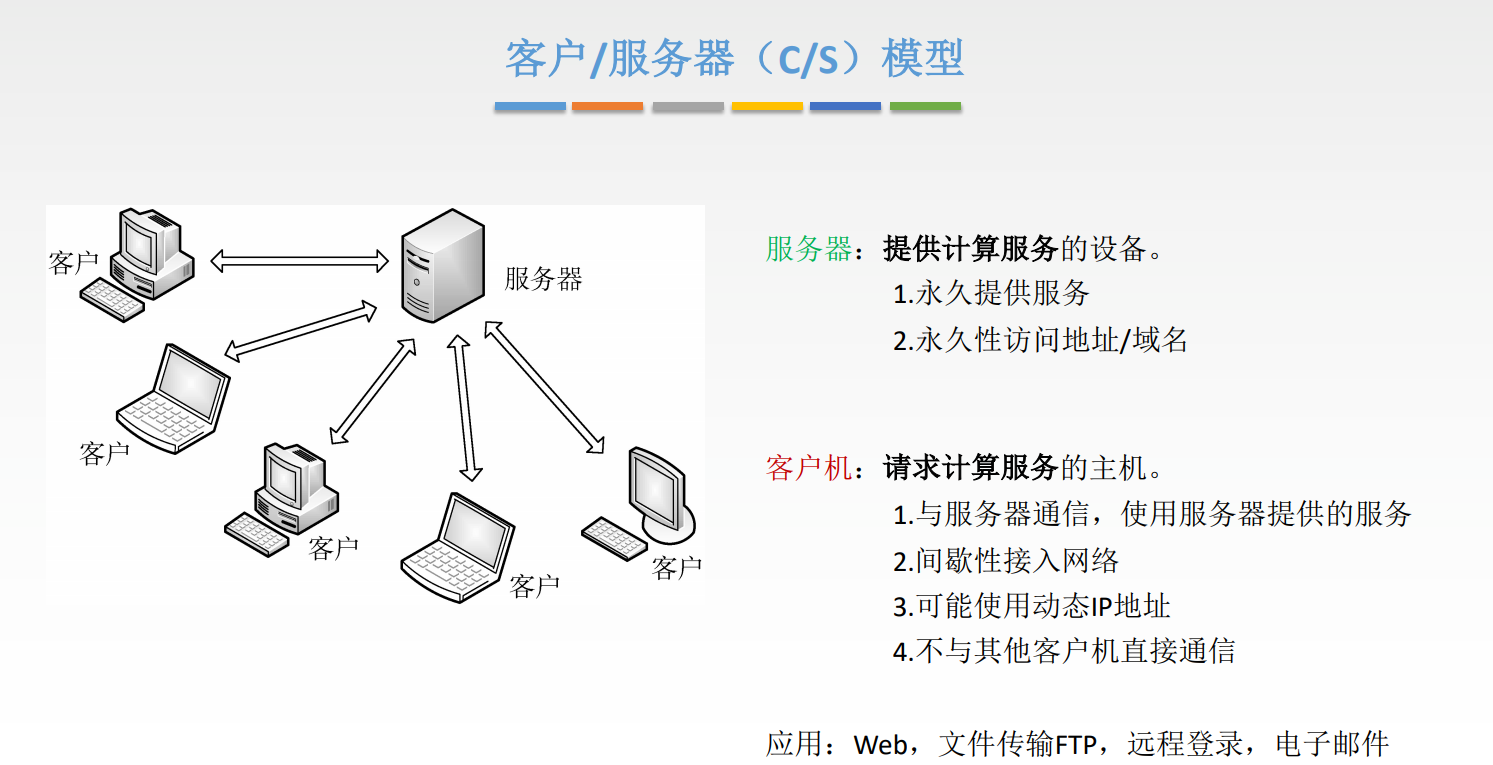 客户/服务器（C/S）模型
客户
服务器
客户
客户
客户
客户
服务器：提供计算服务的设备。
1.永久提供服务
2.永久性访问地址/域名
客户机：请求计算服务的主机。
1.与服务器通信，使用服务器提供的服务
2.间歇性接入网络
3.可能使用动态IP地址
4.不与其他客户机直接通信
应用：Web，文件传输FTP，远程登录，电子邮件